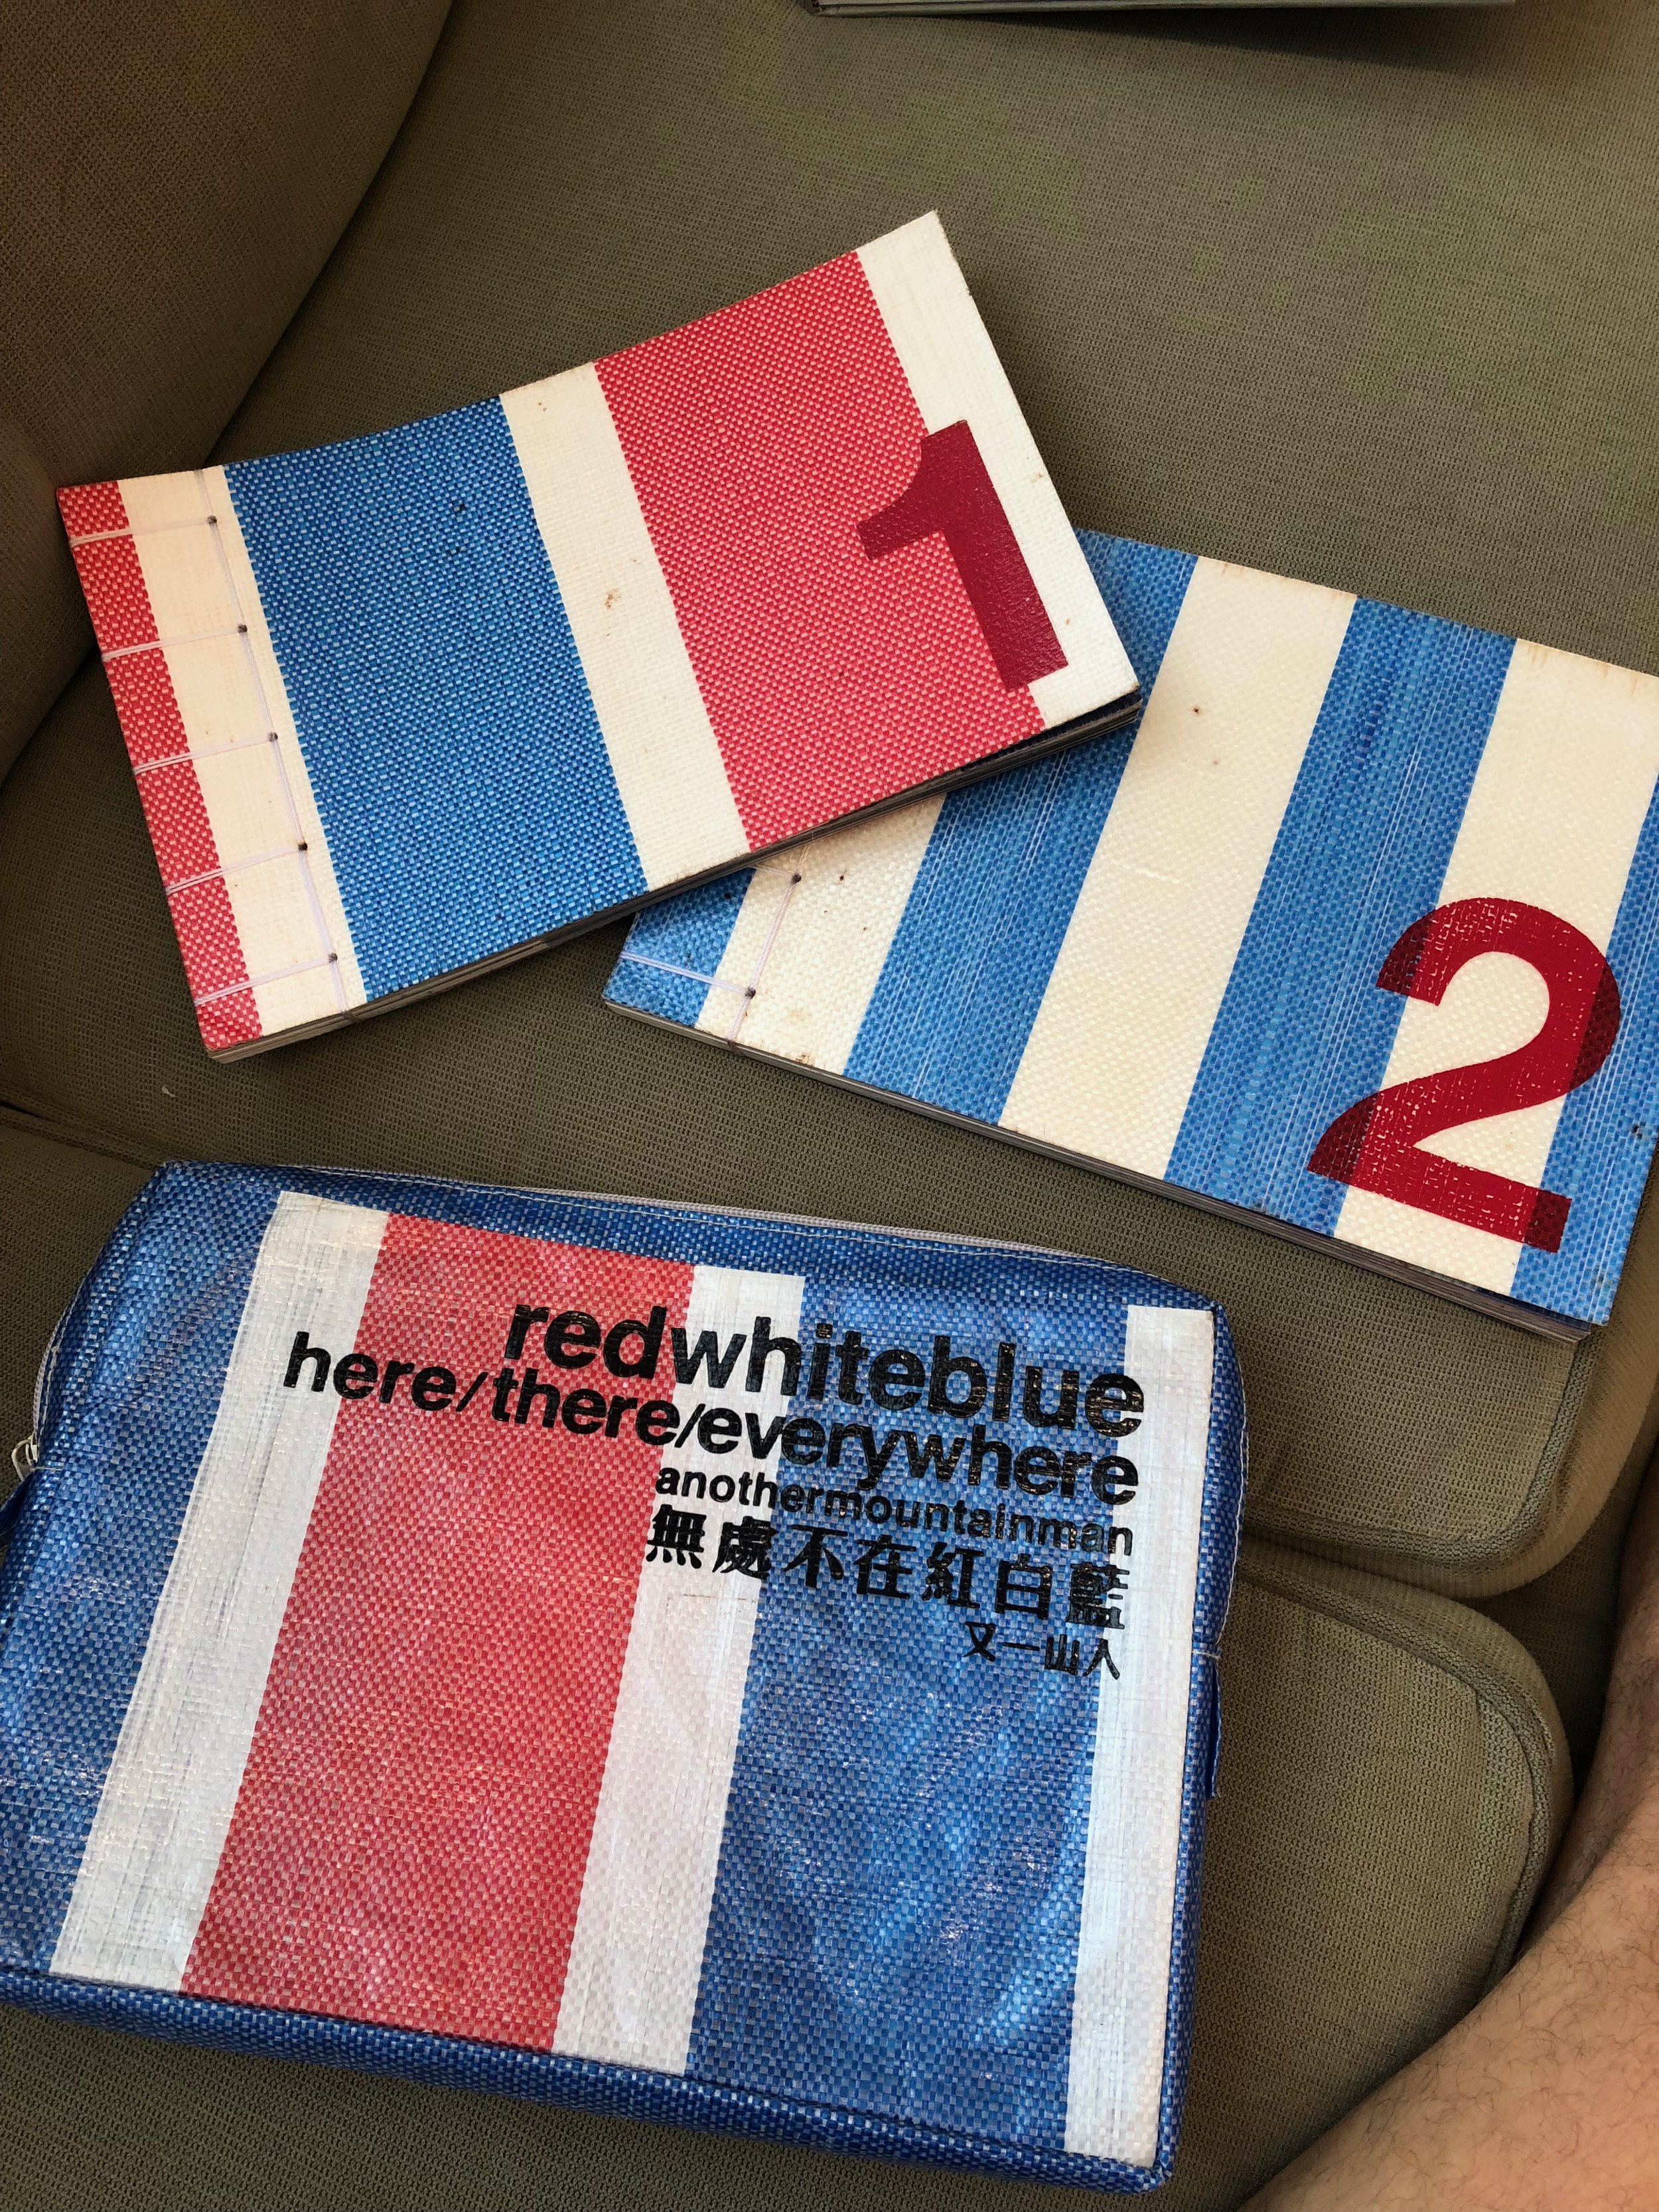 1
2
redwhiteblue
here/there/everywhere
anothermountainman
無處不在紅白藍
又一山人